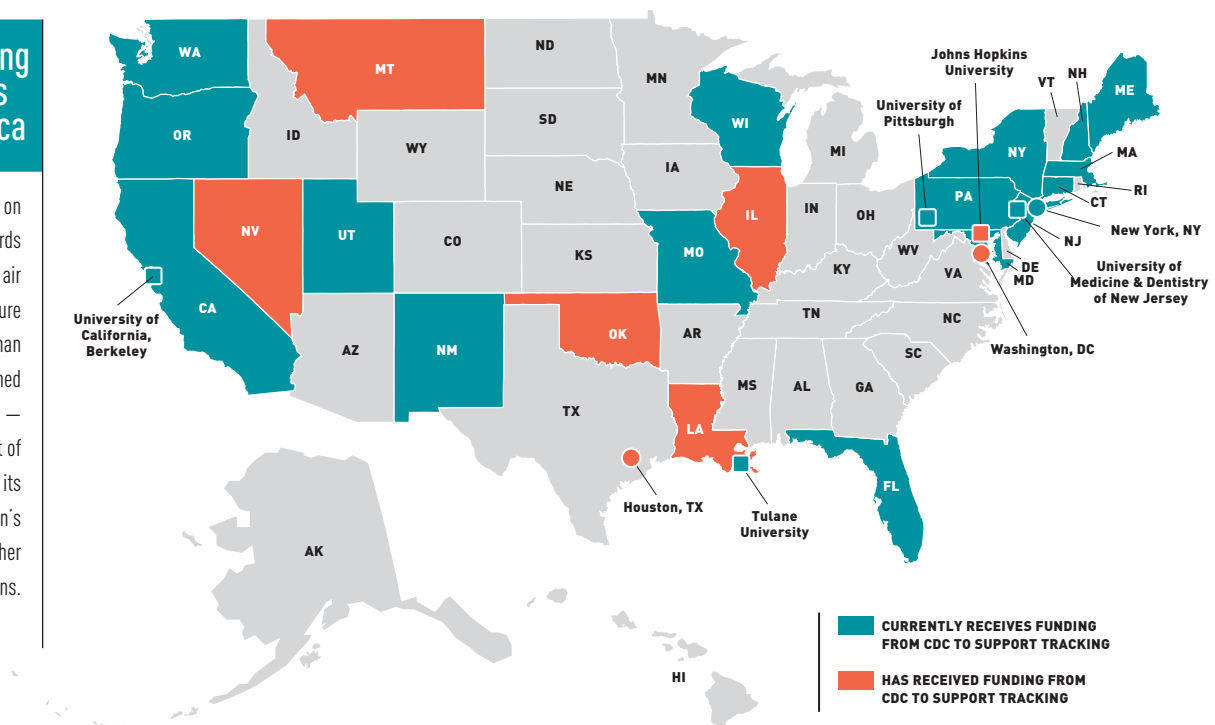 ng
s
ca
on
rds
air
ure
nan
ned
—
t of
its
n's
her
ns.
WA
MT
ND
MN
OR
ID
WY
SD
WI
MI
NV
UT
CO
NE
IA
IL
IN
OH
KS
MO
KY
WV
VA
CA
AZ
NM
OK
AR
TN
NC
SC
MS
AL
GA
TX
LA
FL
AK
HI
NY
PA
VT
NH
ME
MA
RI
CT
NJ
DE
MD
Johns Hopkins
University
University of
Pittsburgh
New York, NY
University of
Medicine & Dentistry
of New Jersey
Washington, DC
University of
California,
Berkeley
Houston, TX
Tulane
University
CURRENTLY RECEIVES FUNDING
FROM CDC TO SUPPORT TRACKING
HAS RECEIVED FUNDING FROM
CDC TO SUPPORT TRACKING